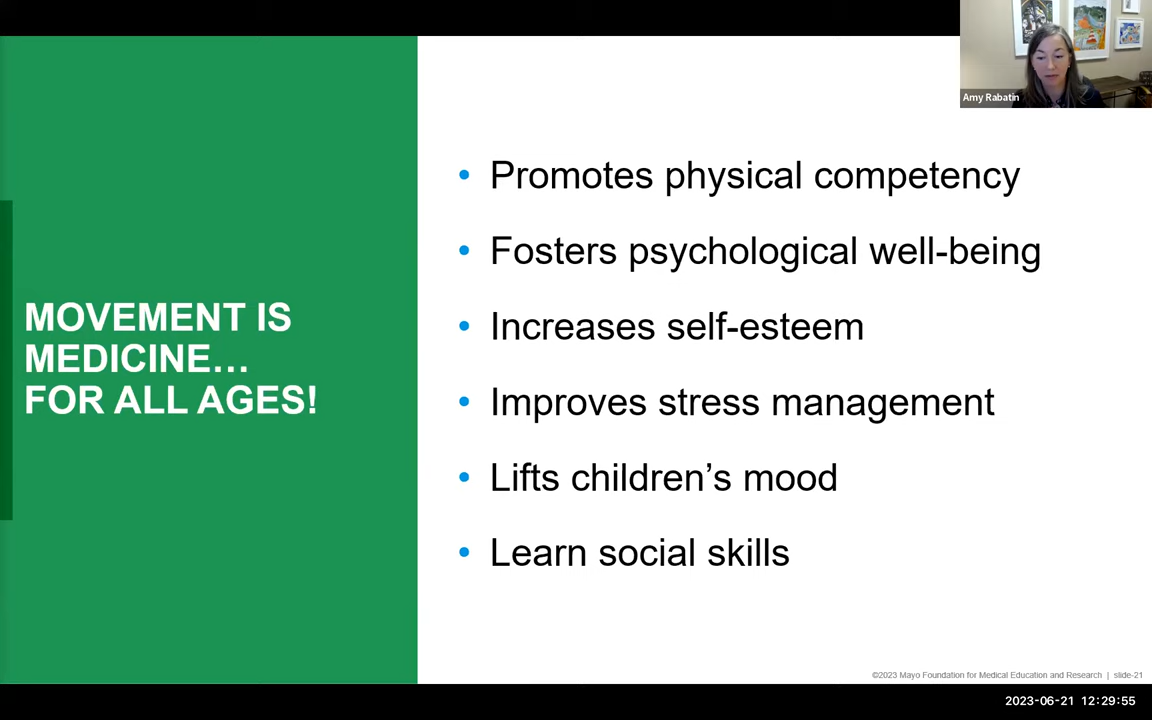 Amy Rabatin
MOVEMENT IS
MEDICINE…
FOR ALL AGES!
• Promotes physical competency
• Fosters psychological well-being
• Increases self-esteem
• Improves stress management
• Lifts children’s mood
• Learn social skills
©2023 Mayo Foundation for Medical Education and Research | slide-21
2023-06-21 12:29:55